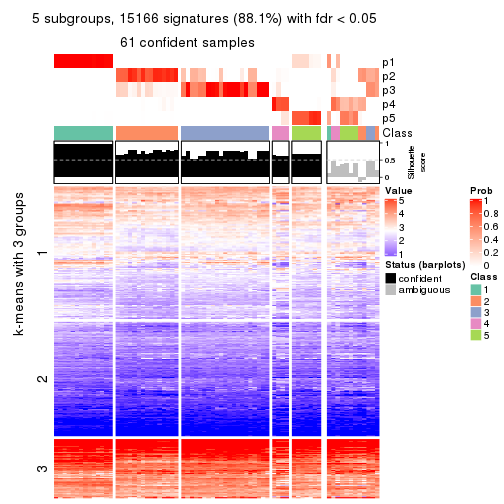 5 subgroups, 15166 signatures (88.1%) with fdr < 0.05
61 confident samples
p1
p2
p3
p4
p5
Class
1
0.5
0
Silhouette
score
k-means with 3 groups
1
2
3
Value
5
4
3
2
1
Status (barplots)
confident
ambiguous
Prob
1
0.8
0.6
0.4
0.2
0
Class
1
2
3
4
5